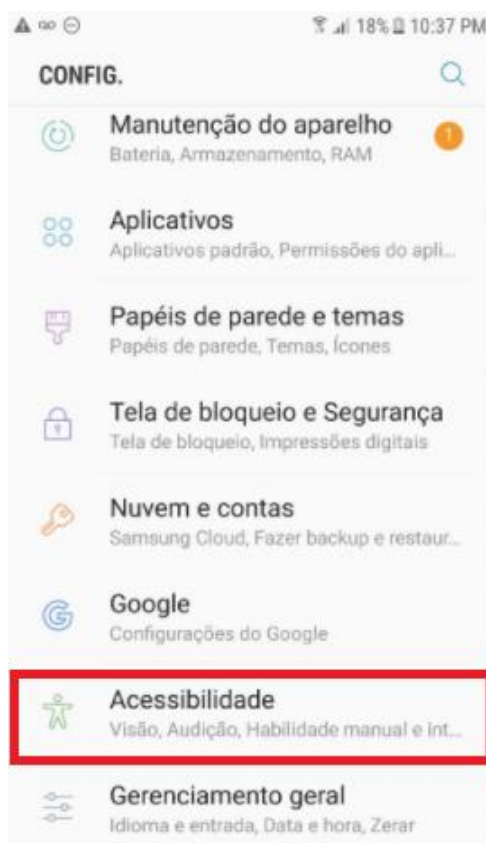 18% 10:37 PM
CONFIG.
Manutenção do aparelho
1
Bateria, Armazenamento, RAM
Aplicativos
Aplicativos padrão, Permissões do apli...
Papéis de parede e temas
Papéis de parede, Temas, Ícones
Tela de bloqueio e Segurança
Tela de bloqueio, Impressões digitais
Nuvem e contas
Samsung Cloud, Fazer backup e restaur...
Google
Configurações do Google
Acessibilidade
Visão, Audição, Habilidade manual e int...
Gerenciamento geral
Idioma e entrada, Data e hora, Zerar